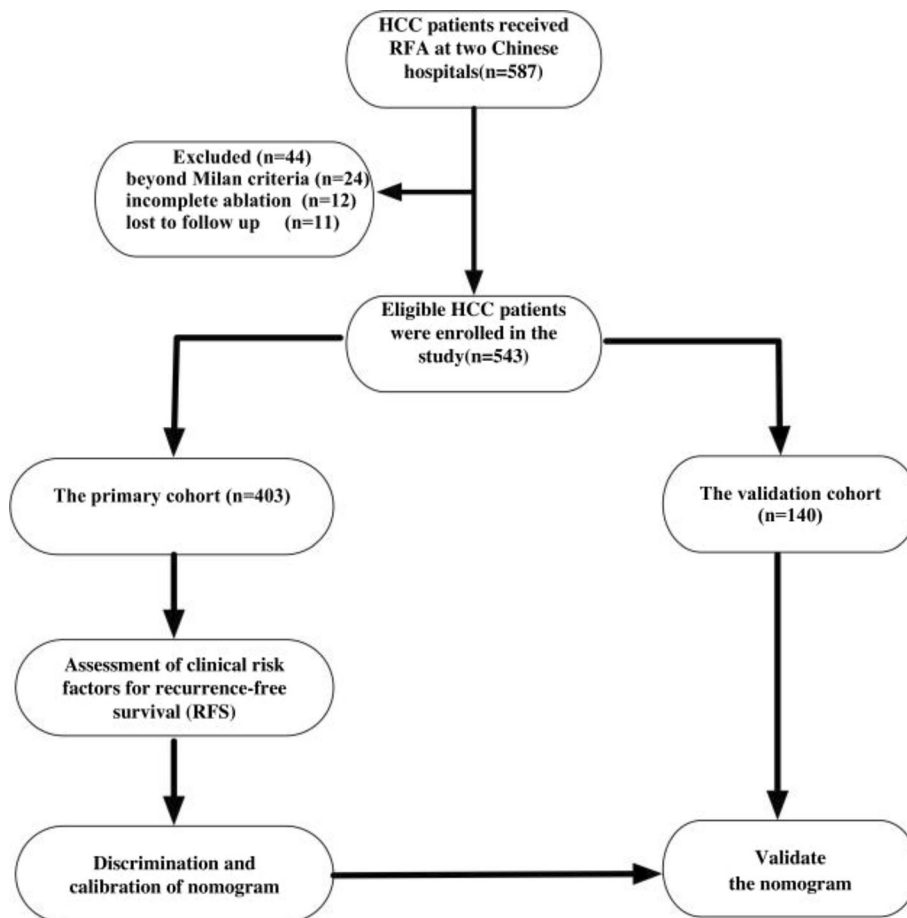 HCC patients received
RFA at two Chinese
hospitals(n=587)
Excluded (n=44)
beyond Milan criteria (n=24)
incomplete ablation (n=12)
lost to follow up (n=11)
Eligible HCC patients
were enrolled in the
study(n=543)
The primary cohort (n=403)
The validation cohort
(n=140)
Assessment of clinical risk
factors for recurrence-free
survival (RFS)
Discrimination and
calibration of nomogram
Validate
the nomogram